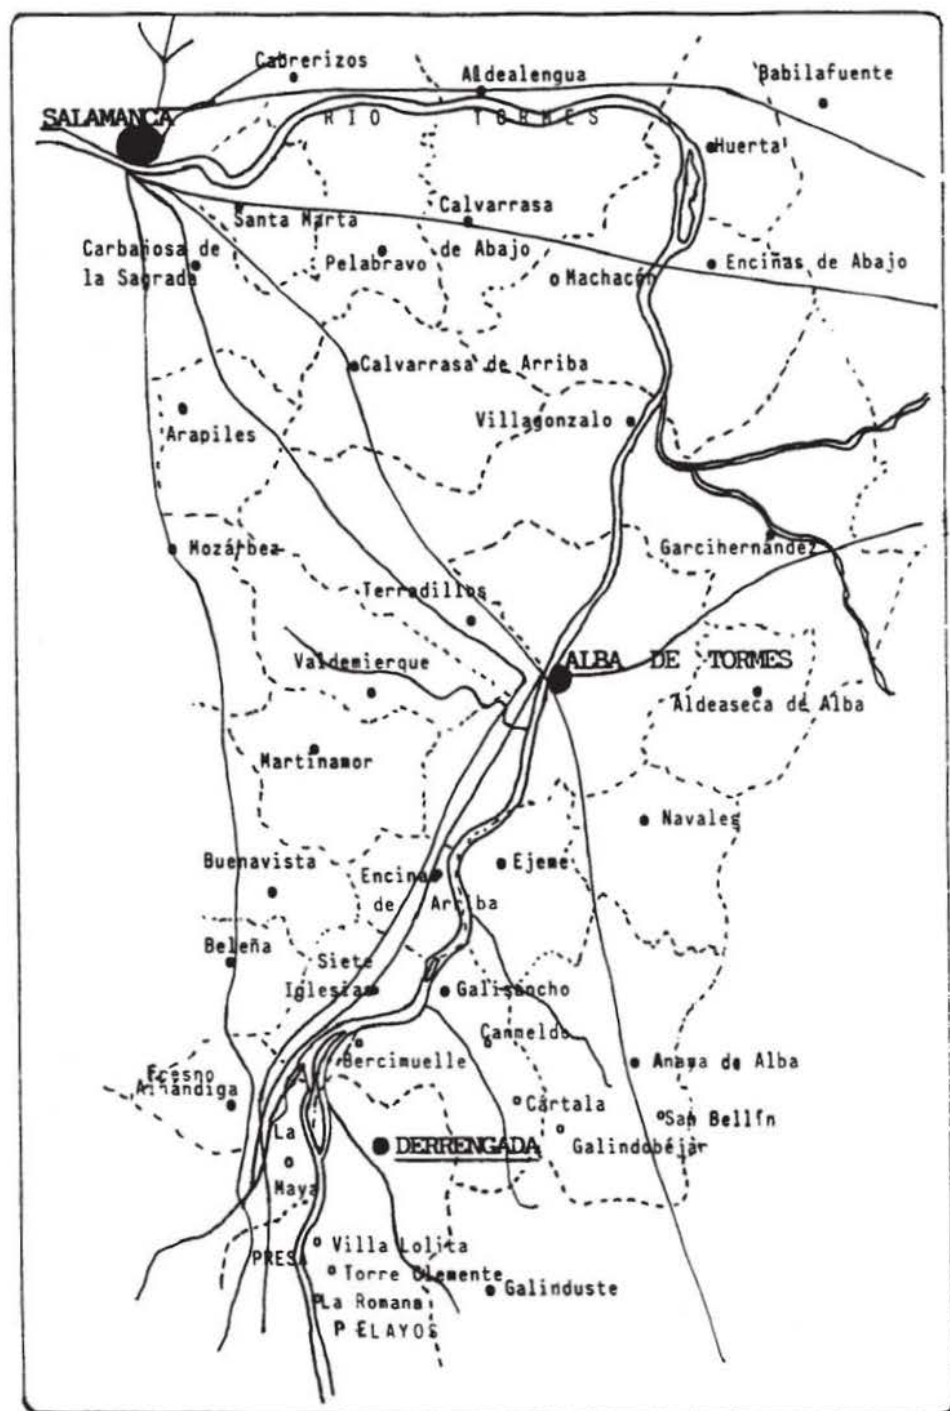 Cabrerizos
Aldealengua
Babilafuente
SALAMANCA
RIO TORMES
Huerta
Santa Marta
Calvarrasa
de Abajo
Carbañosa de
la Sagrada
Pelabravo
Encinas de Abajo
Machacón
Calvarrasa de Arriba
Villagonzalo
Arapiles
Mozárbez
Garcihernández
Terradillos
Valdemierque
ALBA DE TORMES
Aldeaseca de Alba
Martinamor
Navales
Buenavista
Encinas
de Arriba
Ejeme
Beleña
Siete
Iglesias
Galisancho
Canmelde
Bercimuelle
Anaya de Alba
Fresno
Alhándiga
Cartala
San Bellín
La
Maya
DERRENGADA
Galindobéjar
Villa Lolita
PRESA
Torre Clemente
Galinduste
La Romana
PELAYOS